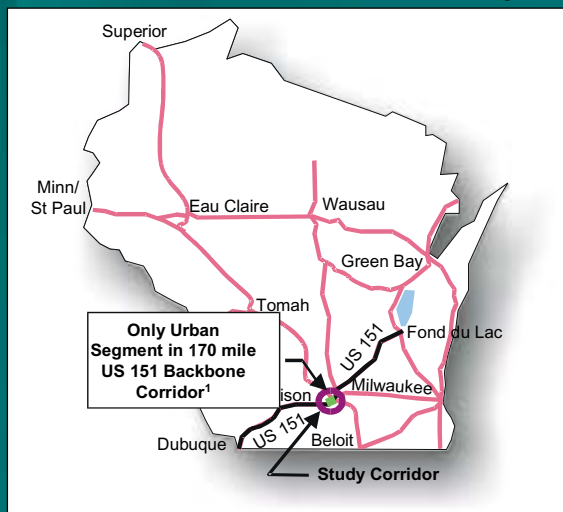 Superior
Minn/
St Paul
Eau Claire
Wausau
Green Bay
Tomah
Only Urban
Segment in 170 mile
US 151 Backbone
Corridor¹
US 151
Fond du Lac
ison
Milwaukee
US 151
Dubuque
Beloit
Study Corridor